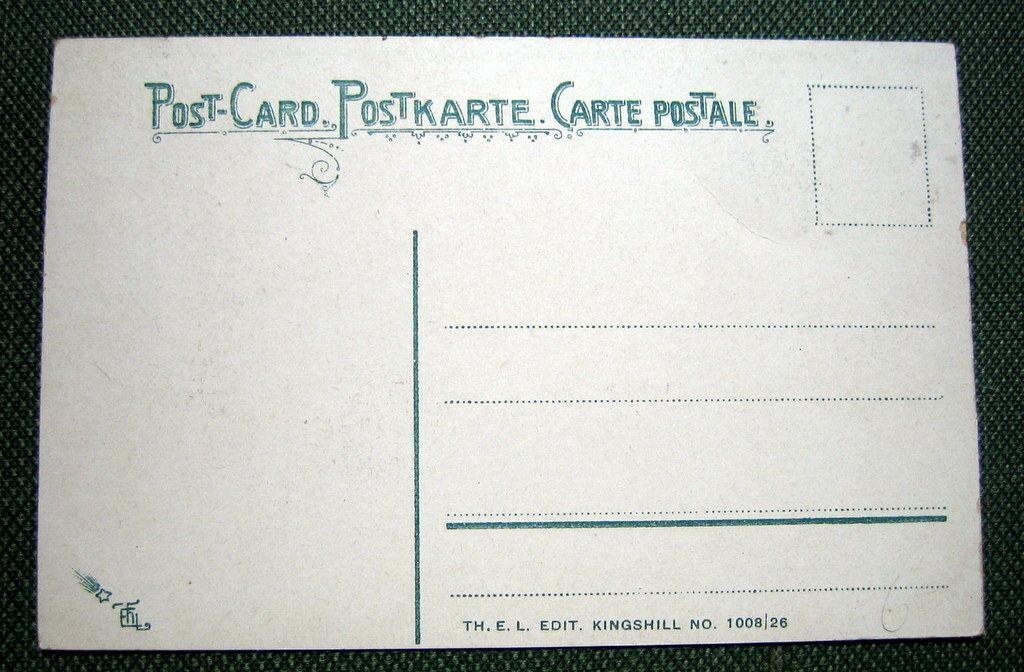 POST-CARD. POSTKARTE. CARTE POSTALE.
TH. E. L. EDIT. KINGSHILL NO. 1008|26